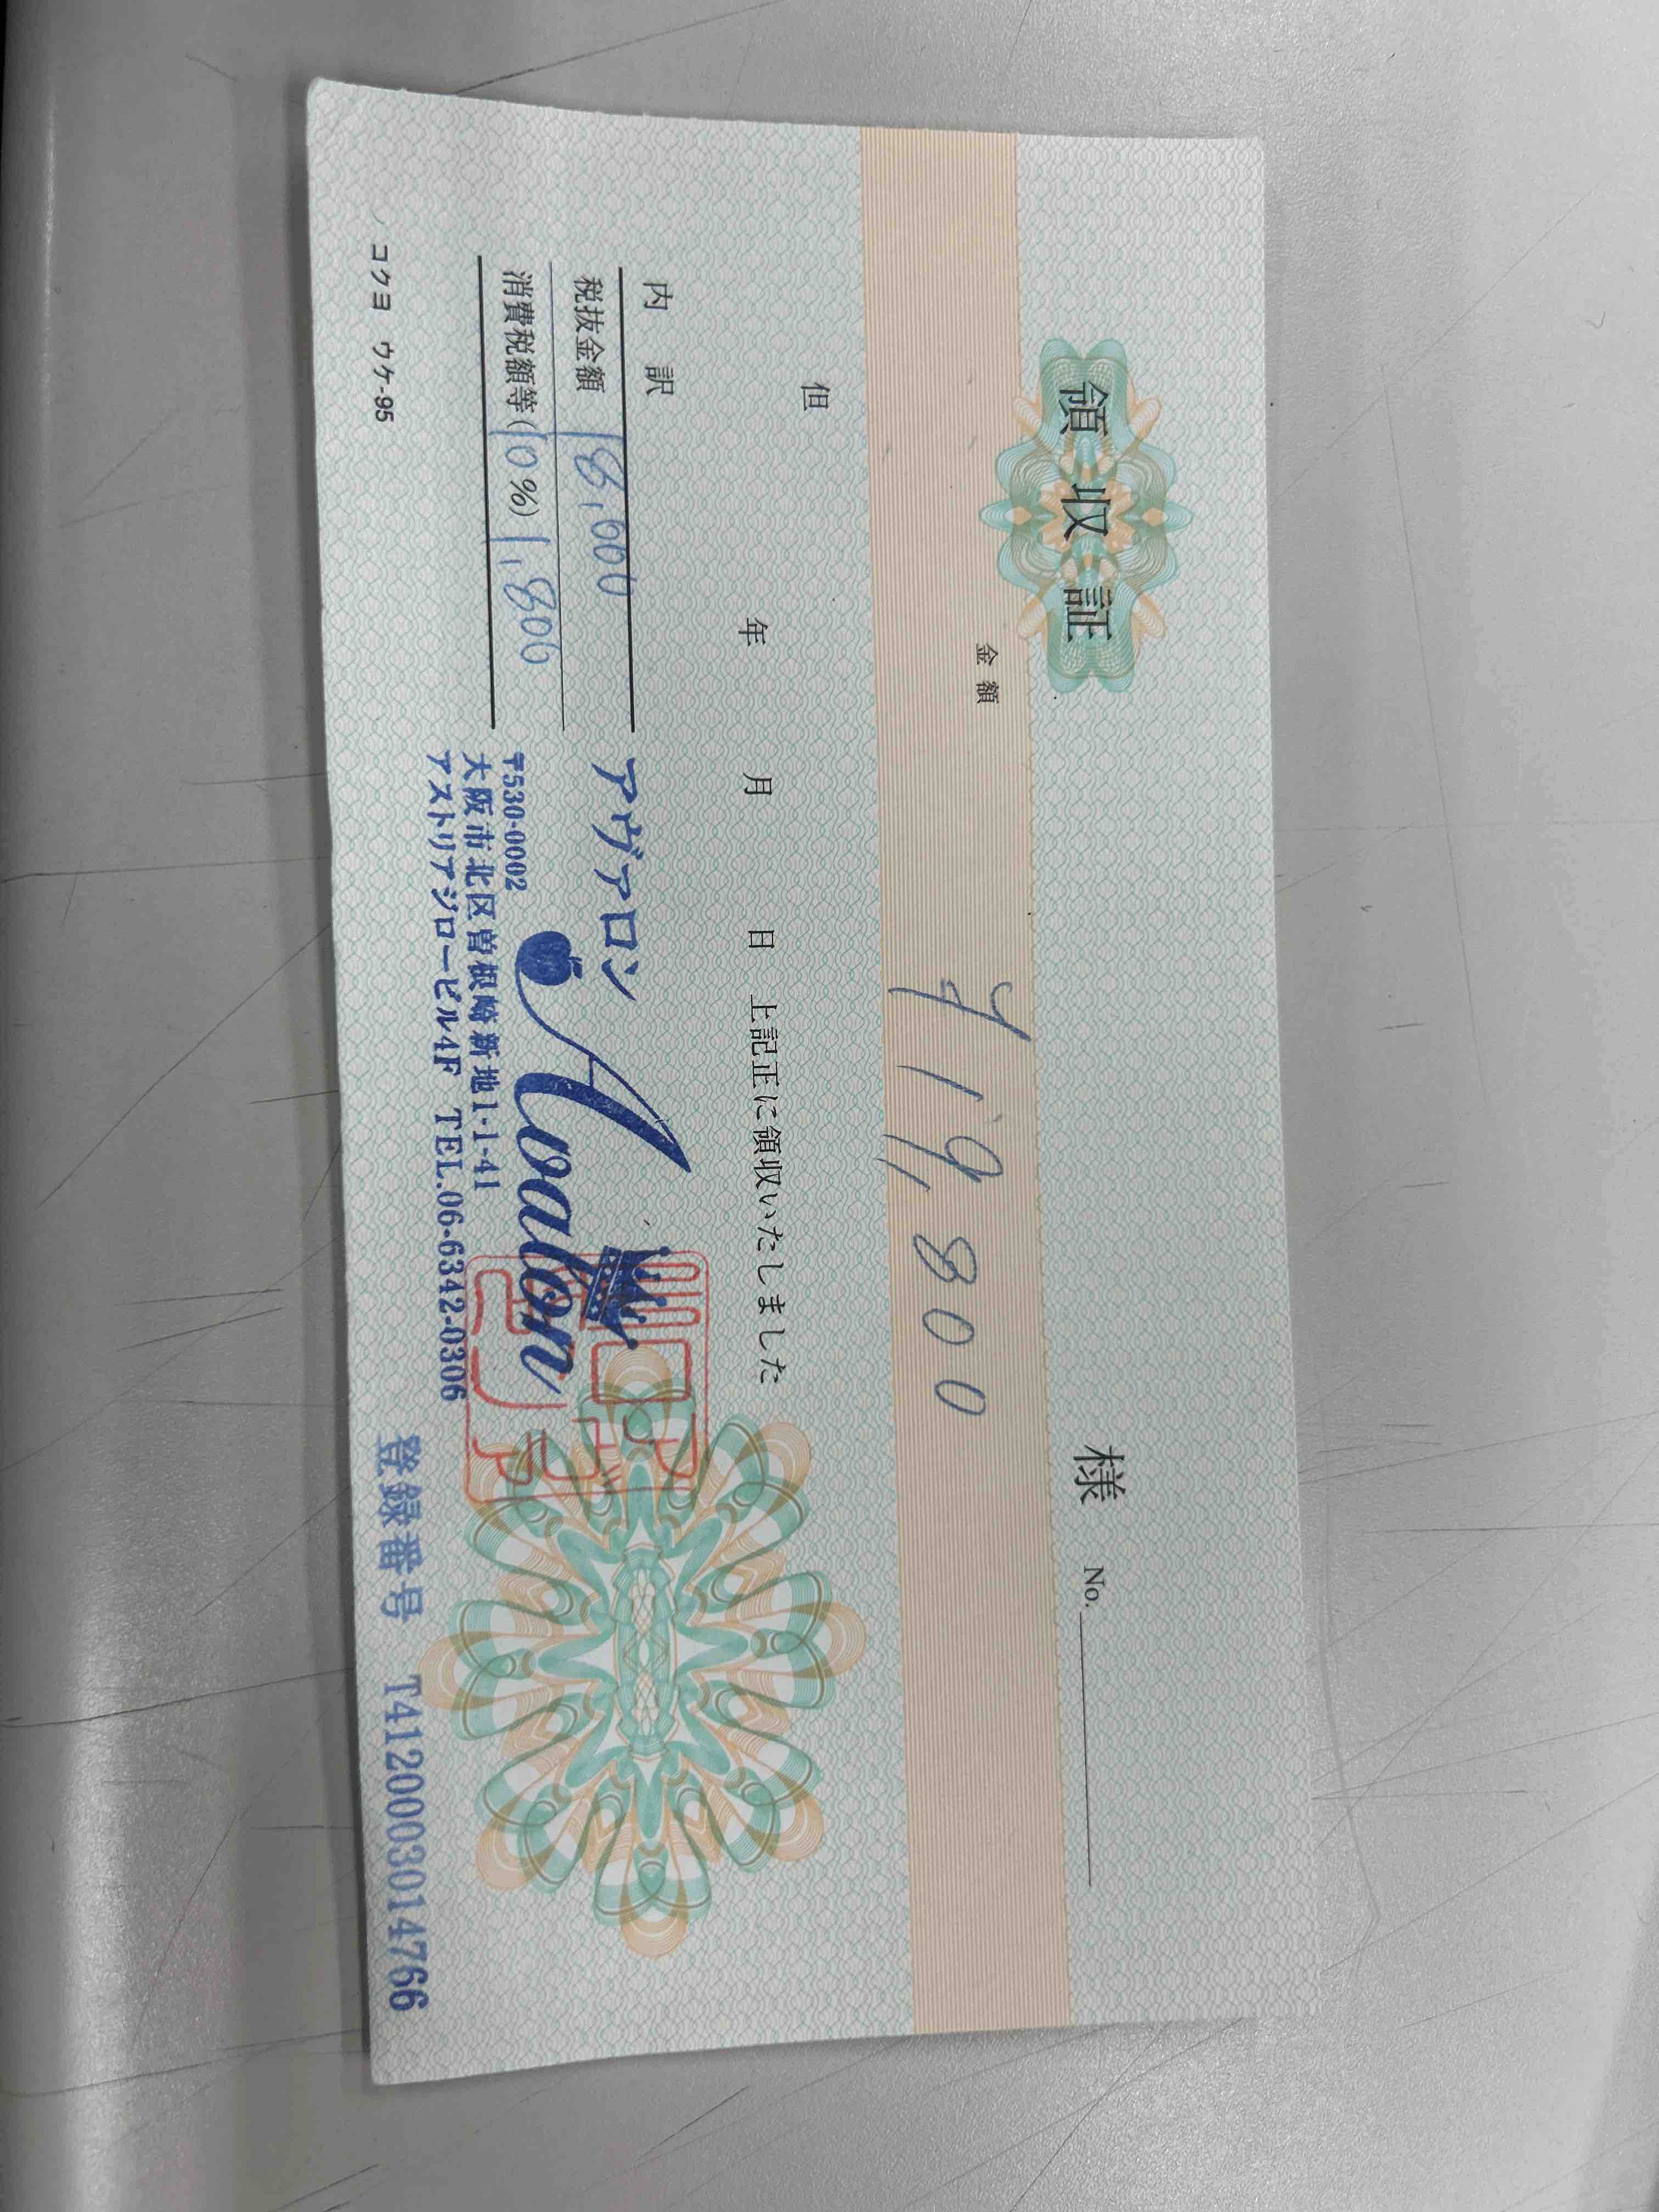 領収証
様 No.
金額 ¥19,800
但
年 月 日 上記正に領収いたしました
内訳
税抜金額 18,000
消費税額等(10%) 1,800
アヴァロン
Avalon
〒530-0002
大阪市北区曽根崎新地1-1-41
アストリアジロービル4F TEL.06-6342-0306
登録番号 T4120003014766
コクヨ ウケ-95